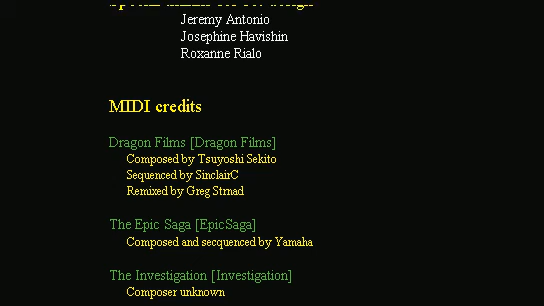 Jeremy Antonio
Josephine Havishin
Roxanne Rialo
MIDI credits
Dragon Films [Dragon Films]
Composed by Tsuyoshi Sekito
Sequenced by SinclairC
Remixed by Greg Strnad
The Epic Saga [EpicSaga]
Composed and secquenced by Yamaha
The Investigation [Investigation]
Composer unknown